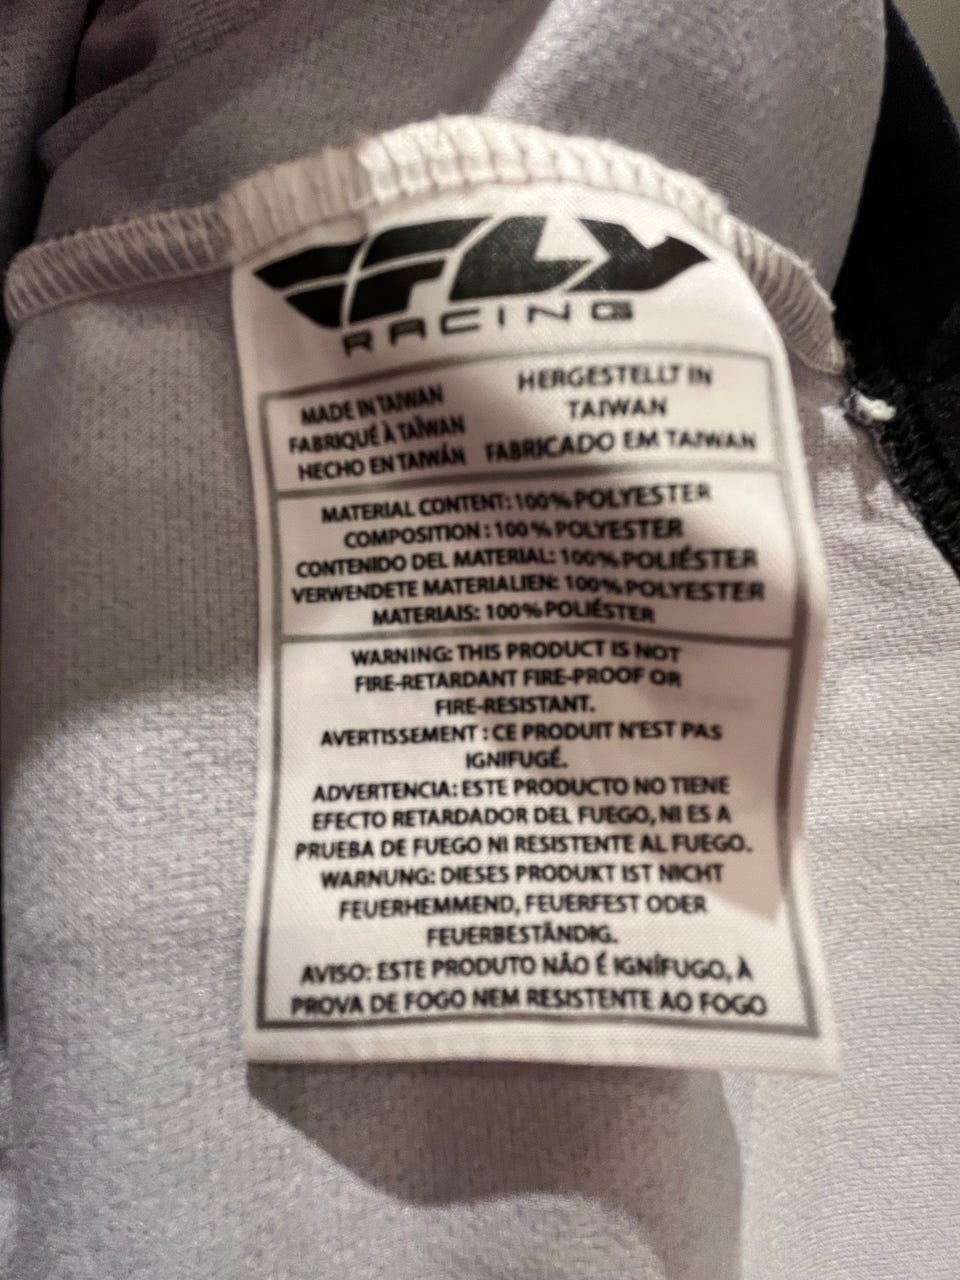 FLY
RACING
MADE IN TAIWAN
FABRIQUÉ À TAÏWAN
HECHO EN TAIWÁN
HERGESTELLT IN
TAIWAN
FABRICADO EM TAIWAN
MATERIAL CONTENT: 100% POLYESTER
COMPOSITION : 100 % POLYESTER
CONTENIDO DEL MATERIAL: 100% POLIÉSTER
VERWENDETE MATERIALIEN: 100% POLYESTER
MATERIAIS: 100% POLIÉSTER
WARNING: THIS PRODUCT IS NOT
FIRE-RETARDANT FIRE-PROOF OR
FIRE-RESISTANT.
AVERTISSEMENT : CE PRODUIT N'EST PAS
IGNIFUGÉ.
ADVERTENCIA: ESTE PRODUCTO NO TIENE
EFECTO RETARDADOR DEL FUEGO, NI ES A
PRUEBA DE FUEGO NI RESISTENTE AL FUEGO.
WARNUNG: DIESES PRODUKT IST NICHT
FEUERHEMMEND, FEUERFEST ODER
FEUERBESTÄNDIG.
AVISO: ESTE PRODUTO NÃO É IGNÍFUGO, À
PROVA DE FOGO NEM RESISTENTE AO FOGO